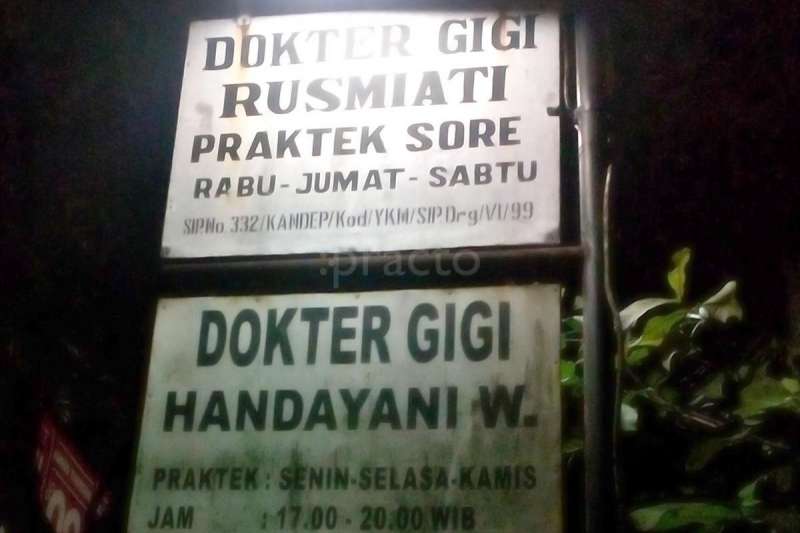 DOKTER GIGI
RUSMIATI
PRAKTEK SORE
RABU - JUMAT - SABTU
SIP.No. 332/KANDEP/Kod/YKM/SIP.Drg/VI/99
:practo
DOKTER GIGI
HANDAYANI W.
PRAKTEK : SENIN-SELASA-KAMIS
JAM : 17.00 - 20.00 WIB